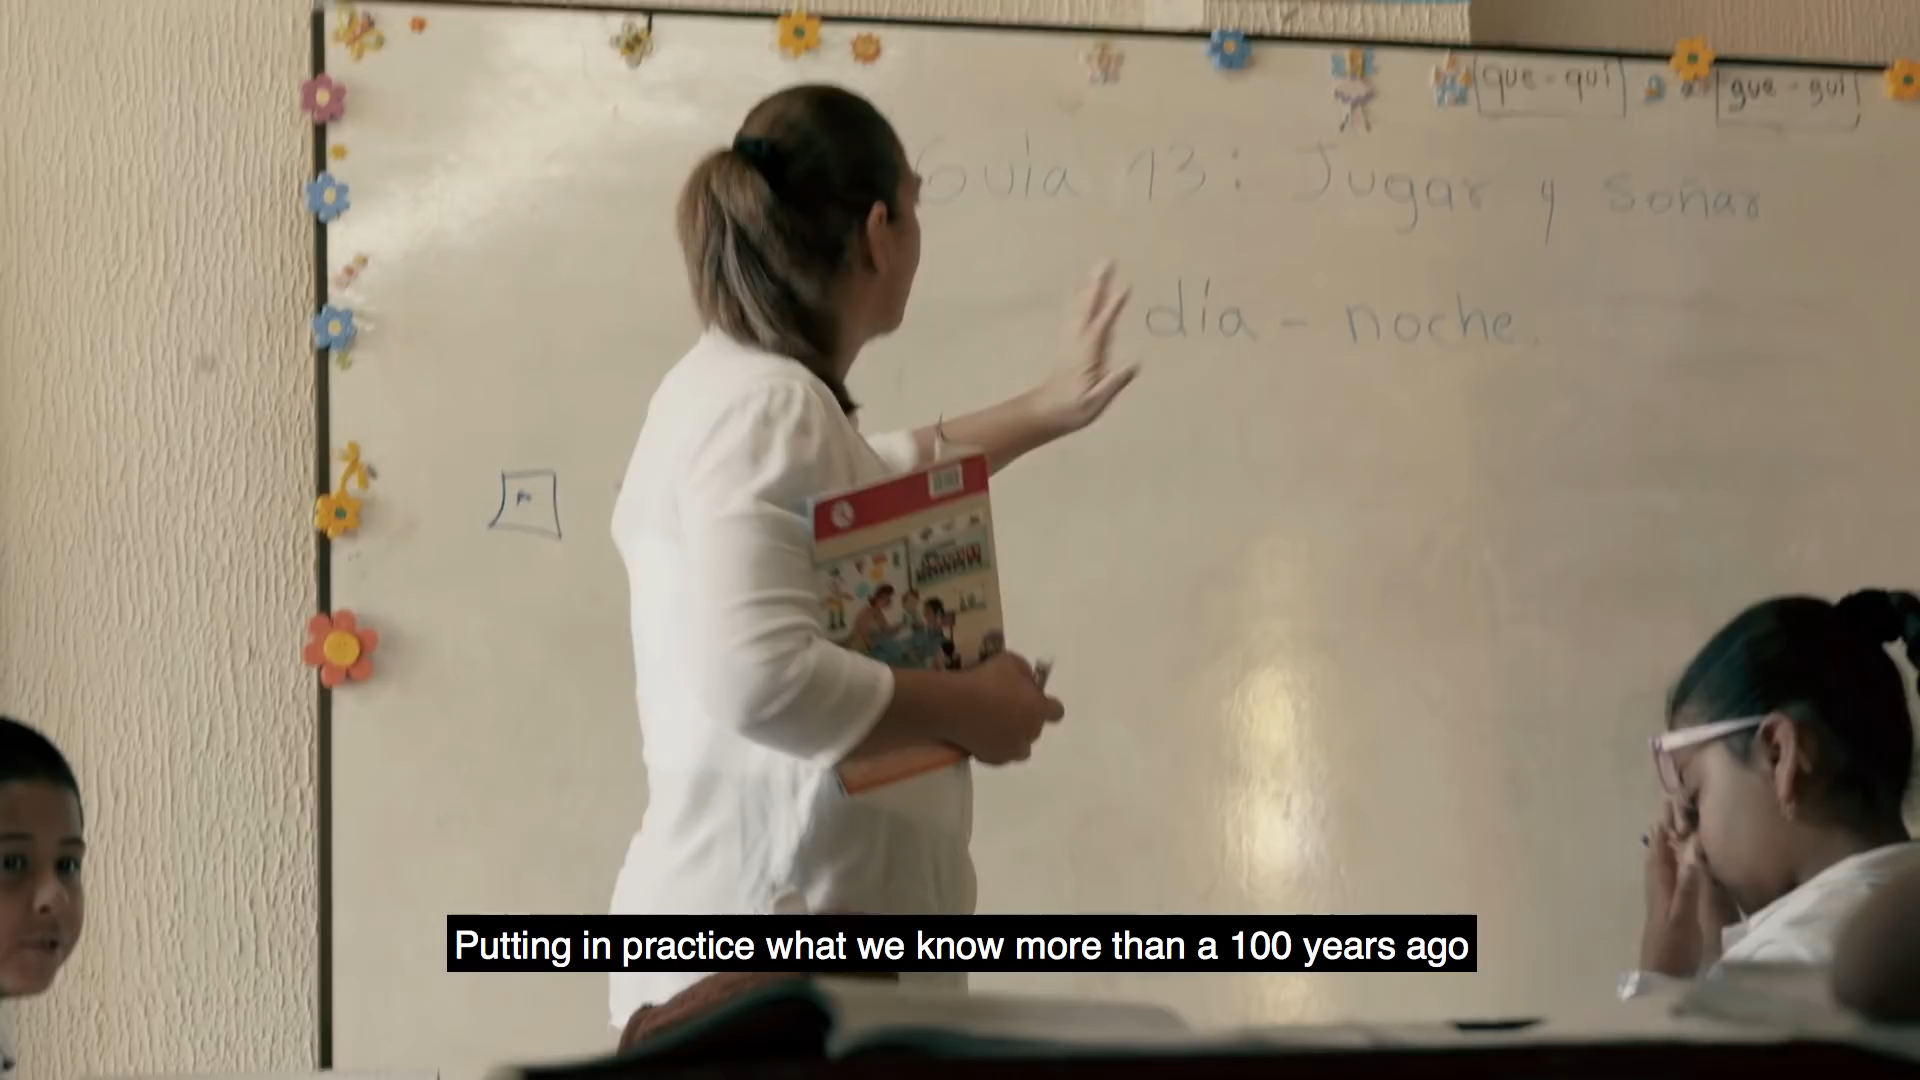 que - qui
gue - gui
Guia 13: Jugar y soñar
día - noche.
Putting in practice what we know more than a 100 years ago